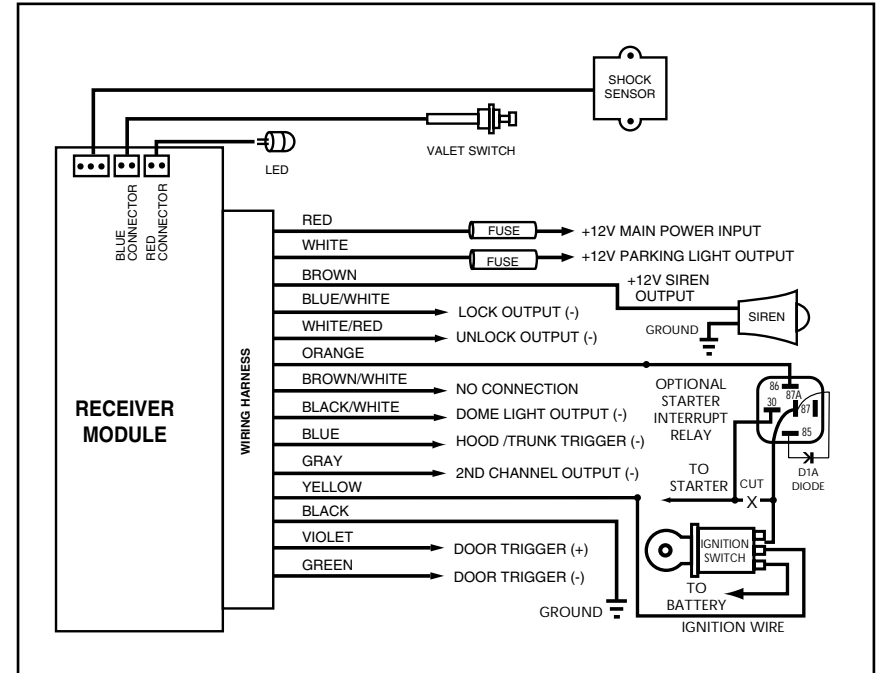 SHOCK
SENSOR
VALET SWITCH
LED
BLUE
CONNECTOR
RED
CONNECTOR
RECEIVER
MODULE
WIRING HARNESS
RED
FUSE
+12V MAIN POWER INPUT
WHITE
FUSE
+12V PARKING LIGHT OUTPUT
BROWN
+12V SIREN
OUTPUT
SIREN
GROUND
BLUE/WHITE
LOCK OUTPUT (-)
WHITE/RED
UNLOCK OUTPUT (-)
ORANGE
BROWN/WHITE
NO CONNECTION
BLACK/WHITE
DOME LIGHT OUTPUT (-)
BLUE
HOOD /TRUNK TRIGGER (-)
GRAY
2ND CHANNEL OUTPUT (-)
YELLOW
BLACK
GROUND
VIOLET
DOOR TRIGGER (+)
GREEN
DOOR TRIGGER (-)
OPTIONAL
STARTER
INTERRUPT
RELAY
86
87A
30
87
85
D1A
DIODE
TO
STARTER
CUT
X
IGNITION
SWITCH
TO
BATTERY
IGNITION WIRE